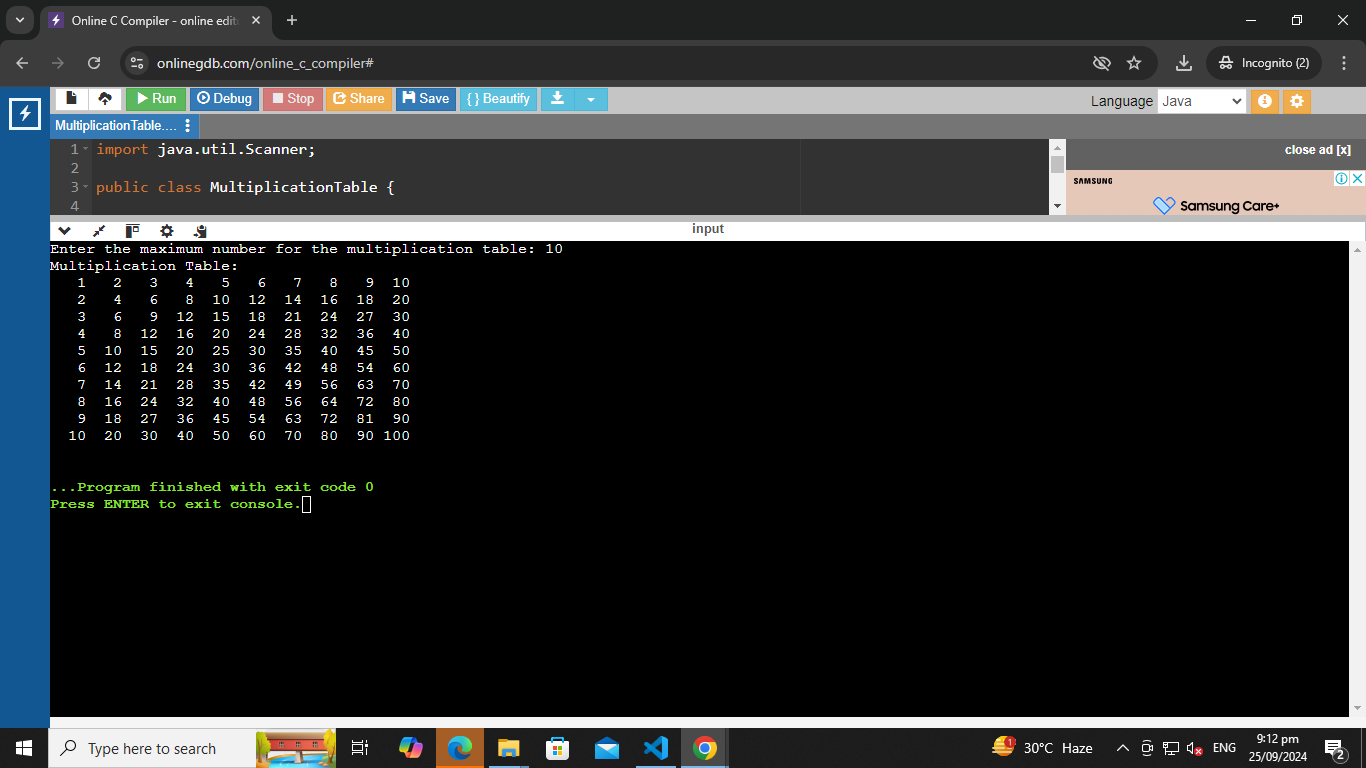 Online C Compiler - online edit
onlinegdb.com/online_c_compiler#
Incognito (2)
Run Debug Stop Share Save { } Beautify
Language Java
MultiplicationTable....
1 import java.util.Scanner;
2
3 public class MultiplicationTable {
4
close ad [x]
SAMSUNG
Samsung Care+
input
Enter the maximum number for the multiplication table: 10
Multiplication Table:
1 2 3 4 5 6 7 8 9 10
2 4 6 8 10 12 14 16 18 20
3 6 9 12 15 18 21 24 27 30
4 8 12 16 20 24 28 32 36 40
5 10 15 20 25 30 35 40 45 50
6 12 18 24 30 36 42 48 54 60
7 14 21 28 35 42 49 56 63 70
8 16 24 32 40 48 56 64 72 80
9 18 27 36 45 54 63 72 81 90
10 20 30 40 50 60 70 80 90 100
...Program finished with exit code 0
Press ENTER to exit console.
Type here to search
1
30°C Haze
ENG
9:12 pm
25/09/2024
2